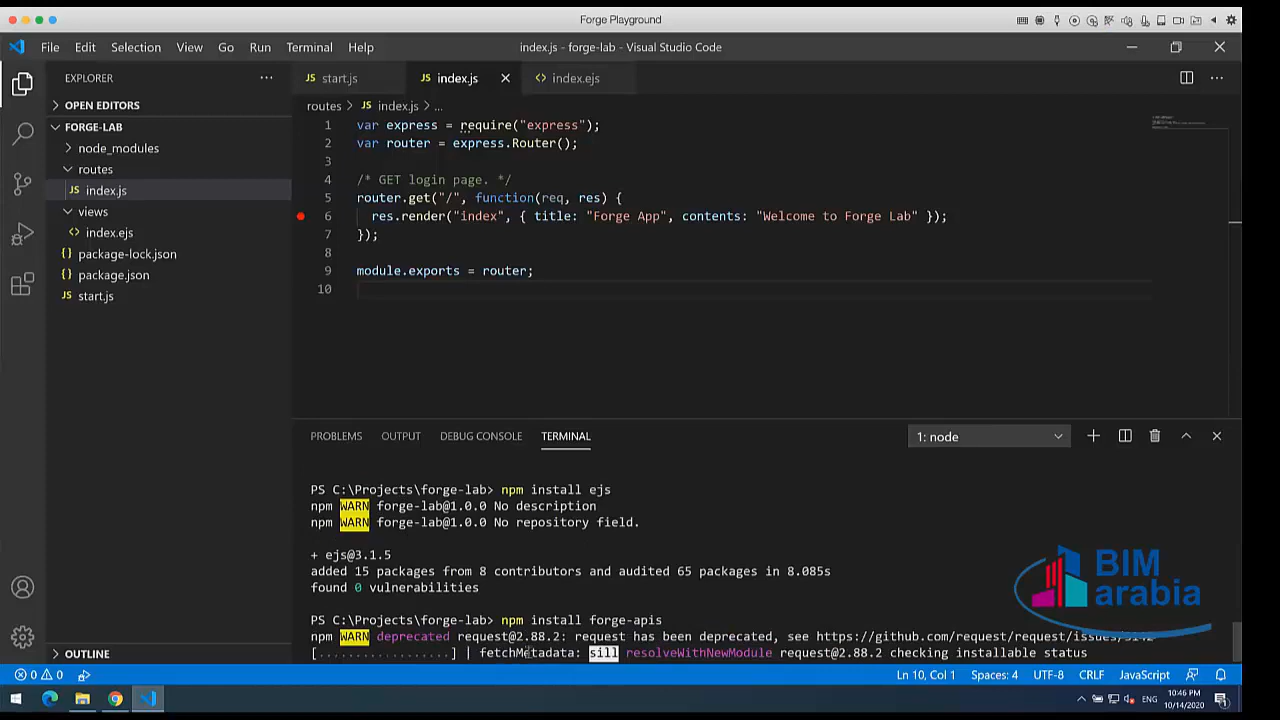 Forge Playground
File Edit Selection View Go Run Terminal Help
index.js - forge-lab - Visual Studio Code
EXPLORER ...
start.js index.js index.ejs ...
OPEN EDITORS
routes > JS index.js > ...
FORGE-LAB
node_modules
routes
JS index.js
views
<> index.ejs
{} package-lock.json
{} package.json
JS start.js
1 var express = require("express");
2 var router = express.Router();
3
4 /* GET login page. */
5 router.get("/", function(req, res) {
6 res.render("index", { title: "Forge App", contents: "Welcome to Forge Lab" });
7 });
8
9 module.exports = router;
10
PROBLEMS OUTPUT DEBUG CONSOLE TERMINAL 1: node
PS C:\Projects\forge-lab> npm install ejs
npm WARN forge-lab@1.0.0 No description
npm WARN forge-lab@1.0.0 No repository field.
+ ejs@3.1.5
added 15 packages from 8 contributors and audited 65 packages in 8.085s
found 0 vulnerabilities
PS C:\Projects\forge-lab> npm install forge-apis
npm WARN deprecated request@2.88.2: request has been deprecated, see https://github.com/request/request/issues/3142
[..................] | fetchMetadata: sill resolveWithNewModule request@2.88.2 checking installable status
BIM
arabia
OUTLINE
0 0 Ln 10, Col 1 Spaces: 4 UTF-8 CRLF JavaScript
ENG
10:46 PM
10/14/2020